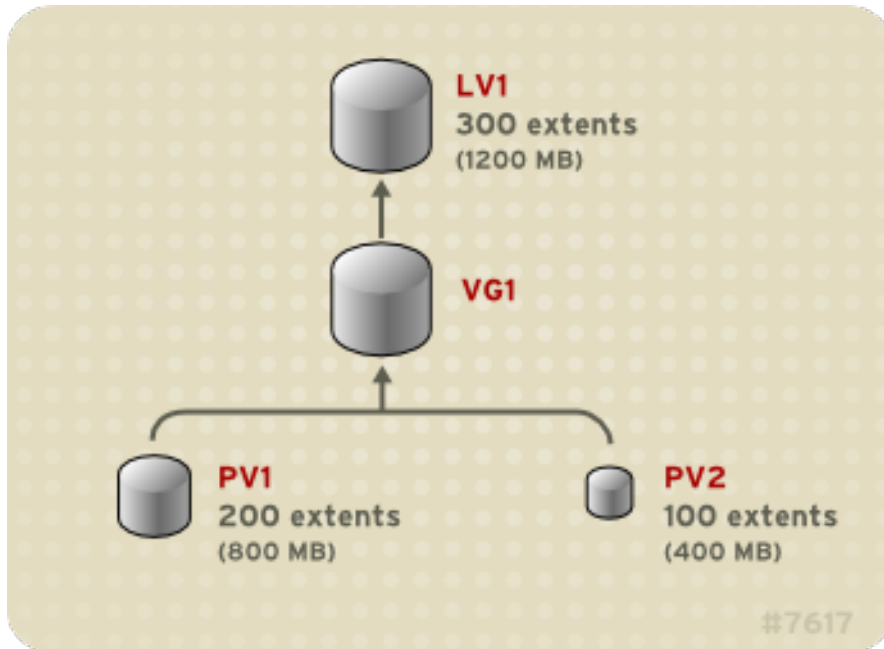 LV1
300 extents
(1200 MB)
VG1
PV1
200 extents
(800 MB)
PV2
100 extents
(400 MB)
#7617